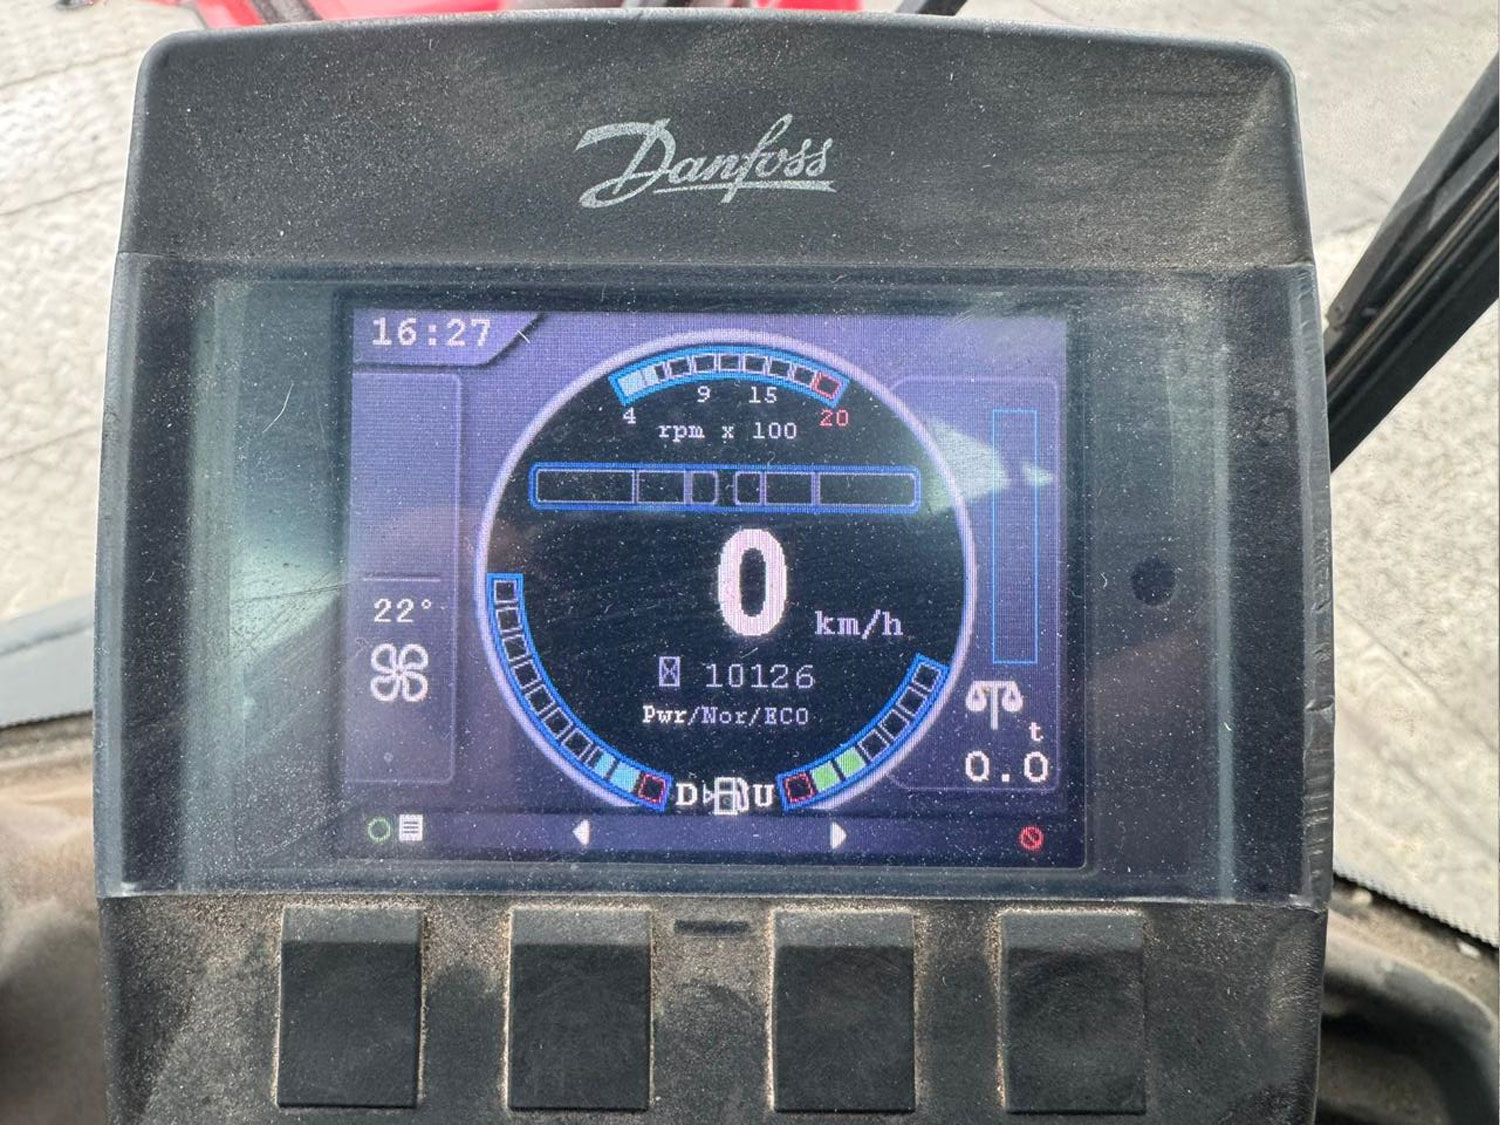 Danfoss
16:27
4 9 15 20
rpm x 100
0 km/h
22°
10126
Pwr/Nor/ECO
t
0.0
D U